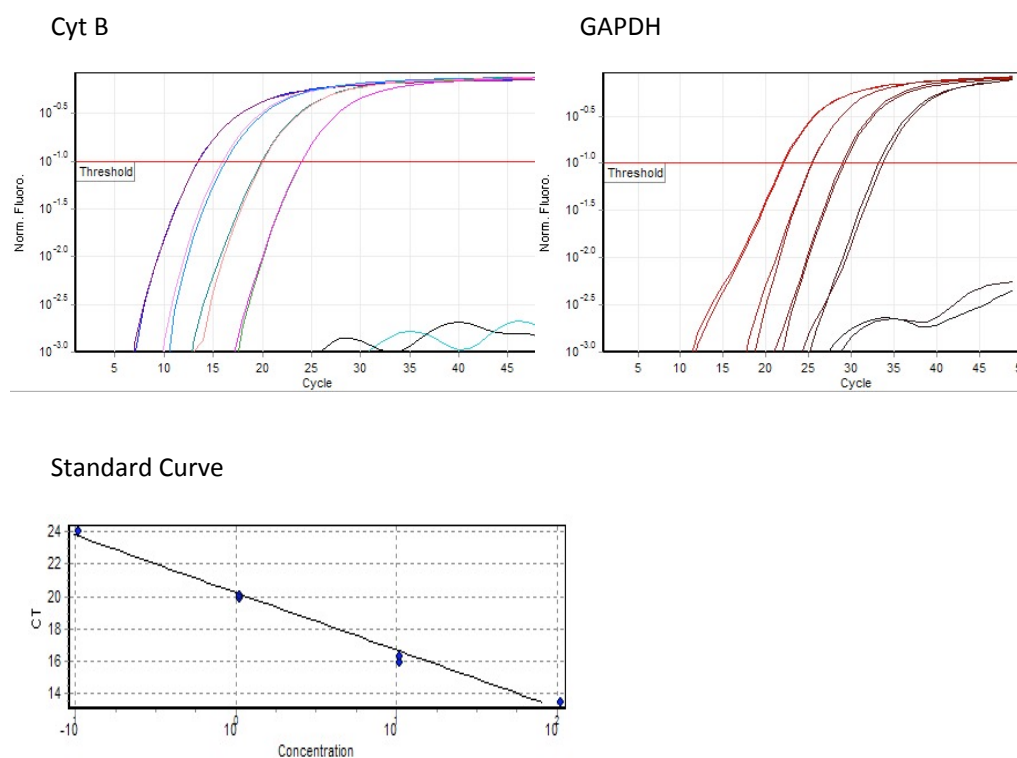 Cyt B
GAPDH
Norm. Fluoro.
10^-0.5
10^-1.0
10^-1.5
10^-2.0
10^-2.5
10^-3.0
Threshold
5 10 15 20 25 30 35 40 45
Cycle
Norm. Fluoro.
10^-0.5
10^-1.0
10^-1.5
10^-2.0
10^-2.5
10^-3.0
Threshold
5 10 15 20 25 30 35 40 45
Cycle
Standard Curve
CT
24
22
20
18
16
14
-10 10^0 10^1 10^2
Concentration